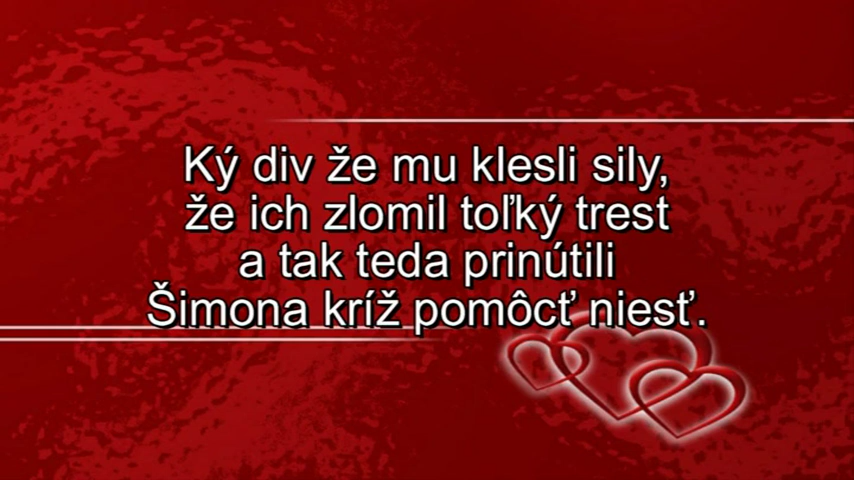 Ký div že mu klesli sily,
že ich zlomil toľký trest
a tak teda prinútili
Šimona kríž pomôcť niesť.